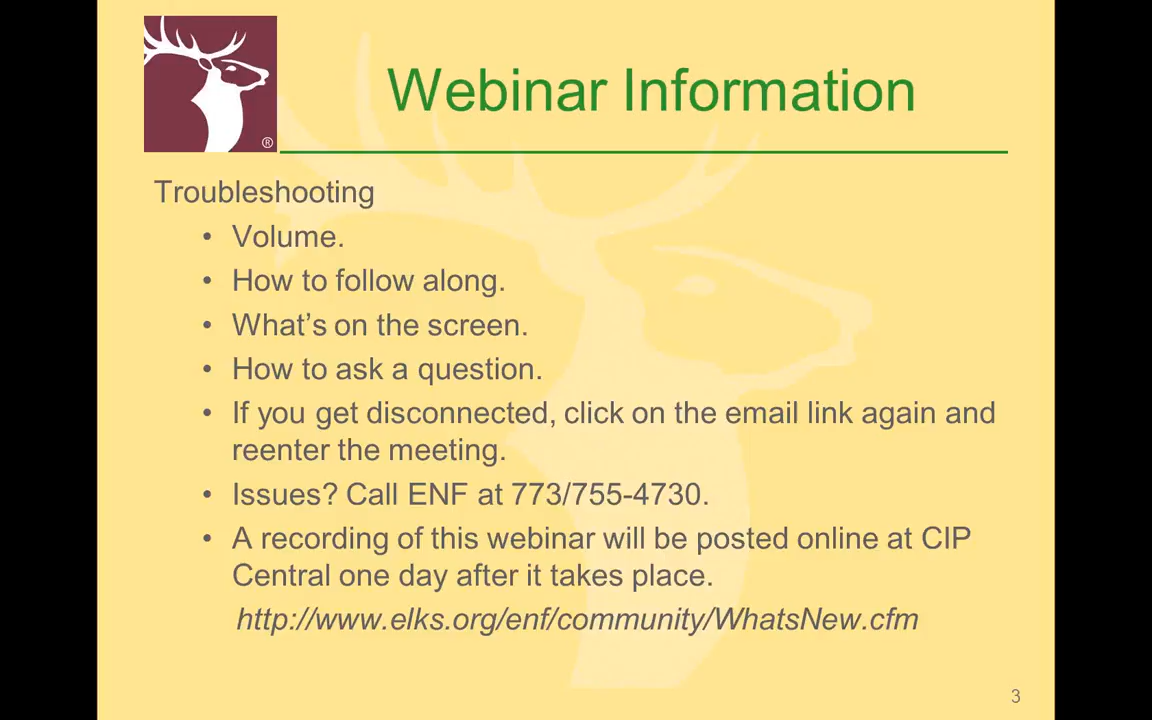 ®
Webinar Information
Troubleshooting
• Volume.
• How to follow along.
• What’s on the screen.
• How to ask a question.
• If you get disconnected, click on the email link again and
reenter the meeting.
• Issues? Call ENF at 773/755-4730.
• A recording of this webinar will be posted online at CIP
Central one day after it takes place.
http://www.elks.org/enf/community/WhatsNew.cfm
3